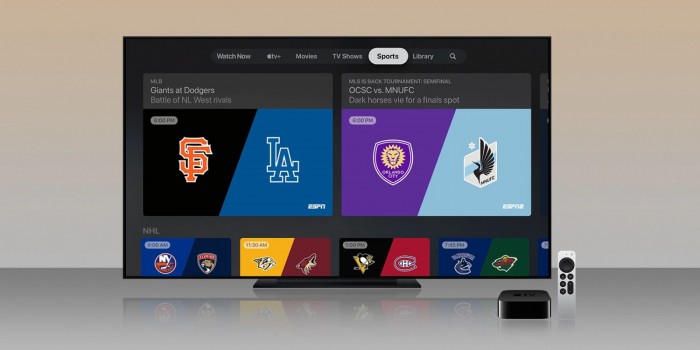 Watch Now
tv+
Movies
TV Shows
Sports
Library
MLB
Giants at Dodgers
Battle of NL West rivals
6:00 PM
SF
LA
ESPN
MLS IS BACK TOURNAMENT: SEMIFINAL
OCSC vs. MNUFC
Dark horses vie for a finals spot
5:00 PM
ORLANDO
CITY
MNUFC
ESPN2
NHL
9:00 AM
11:30 AM
1:00 PM
7:45 PM